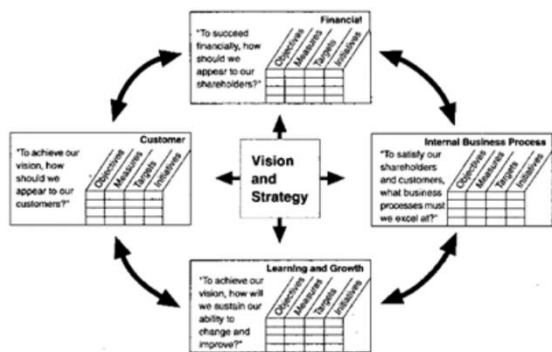 Financial
"To succeed
financially, how
should we
appear to our
shareholders?"
Objectives
Measures
Targets
Initiatives
Customer
"To achieve our
vision, how
should we
appear to our
customers?"
Objectives
Measures
Targets
Initiatives
Vision
and
Strategy
Internal Business Process
"To satisfy our
shareholders
and customers,
what business
processes must
we excel at?"
Objectives
Measures
Targets
Initiatives
Learning and Growth
"To achieve our
vision, how will
we sustain our
ability to
change and
improve?"
Objectives
Measures
Targets
Initiatives